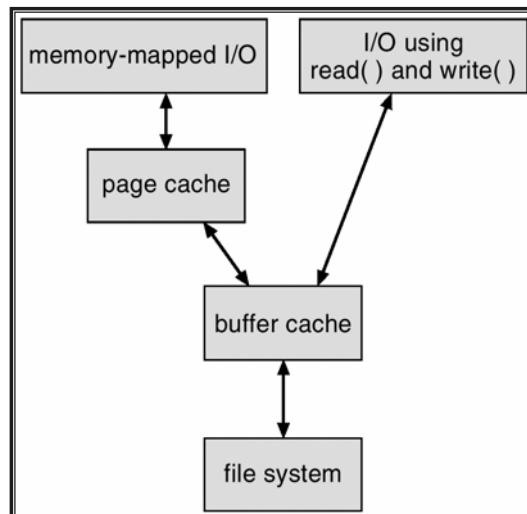 memory-mapped I/O
I/O using
read( ) and write( )
page cache
buffer cache
file system